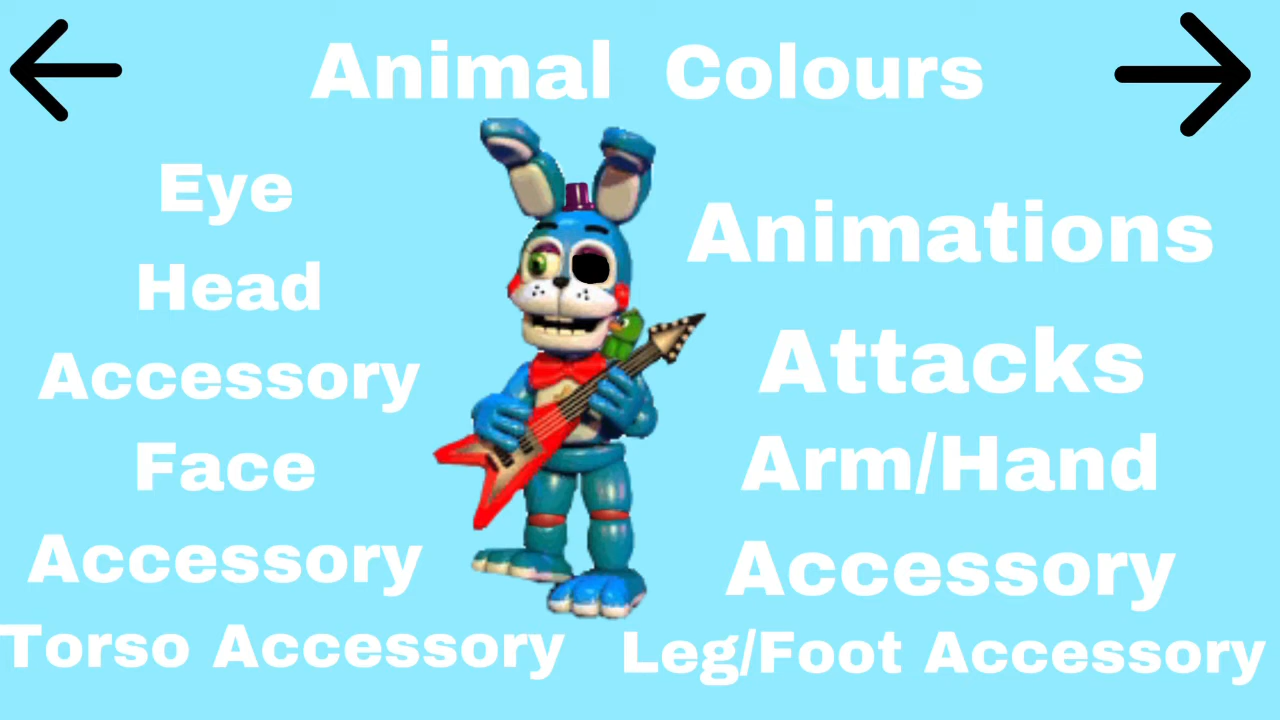 Animal Colours
Eye
Head
Accessory
Face
Accessory
Torso Accessory
Animations
Attacks
Arm/Hand
Accessory
Leg/Foot Accessory